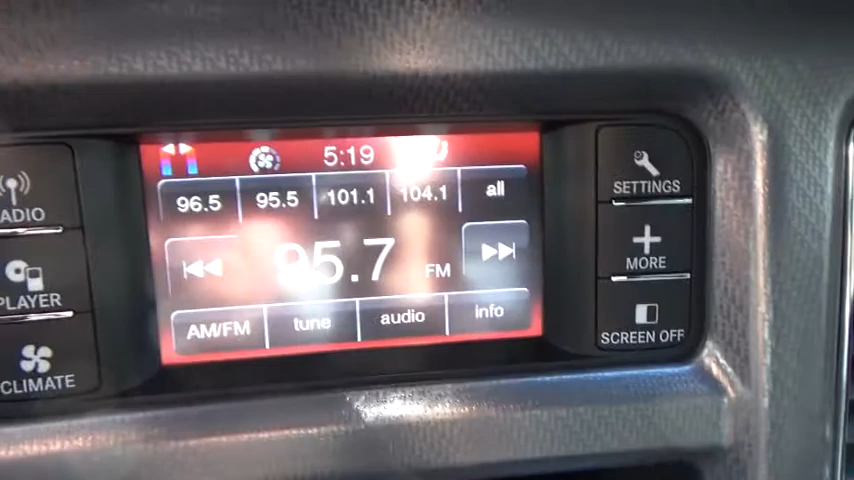 5:19
96.5 95.5 101.1 104.1 all
95.7 FM
AM/FM tune audio info
RADIO
PLAYER
CLIMATE
SETTINGS
MORE
SCREEN OFF